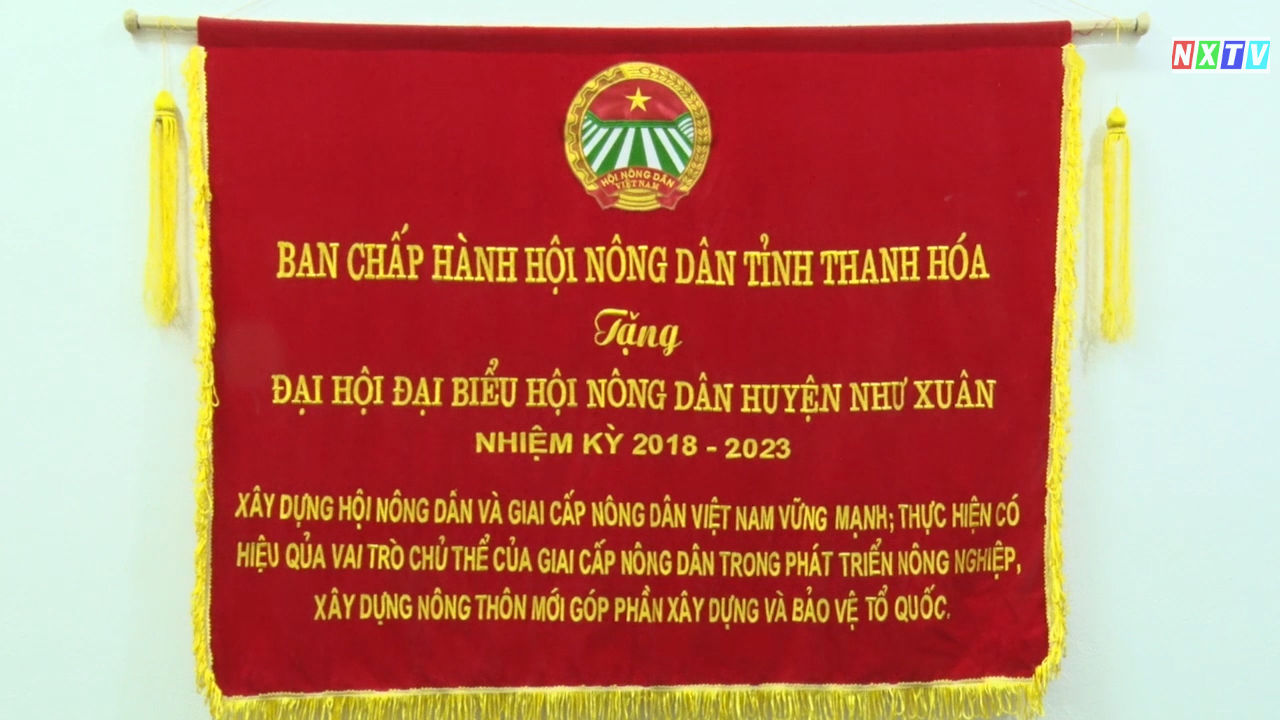 NXTV
HỘI NÔNG DÂN
VIỆT NAM
BAN CHẤP HÀNH HỘI NÔNG DÂN TỈNH THANH HÓA
Tặng
ĐẠI HỘI ĐẠI BIỂU HỘI NÔNG DÂN HUYỆN NHƯ XUÂN
NHIỆM KỲ 2018 - 2023
XÂY DỰNG HỘI NÔNG DÂN VÀ GIAI CẤP NÔNG DÂN VIỆT NAM VỮNG MẠNH; THỰC HIỆN CÓ
HIỆU QỦA VAI TRÒ CHỦ THỂ CỦA GIAI CẤP NÔNG DÂN TRONG PHÁT TRIỂN NÔNG NGHIỆP,
XÂY DỰNG NÔNG THÔN MỚI GÓP PHẦN XÂY DỰNG VÀ BẢO VỆ TỔ QUỐC.